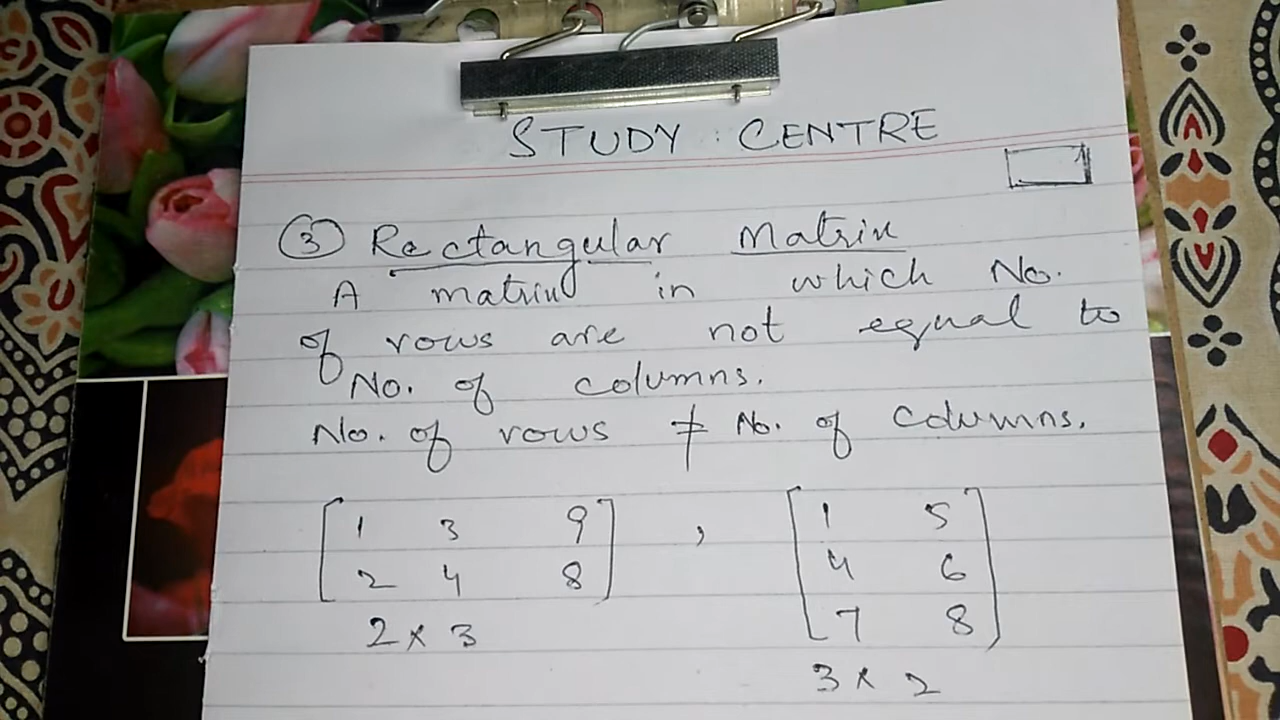 STUDY CENTRE
1
③ Rectangular Matrix
A matrix in which No.
of rows are not equal to
No. of columns.
No. of rows ≠ No. of columns.
[1 3 9] , [1 5]
[2 4 8] [4 6]
2 × 3 [7 8]
3 × 2